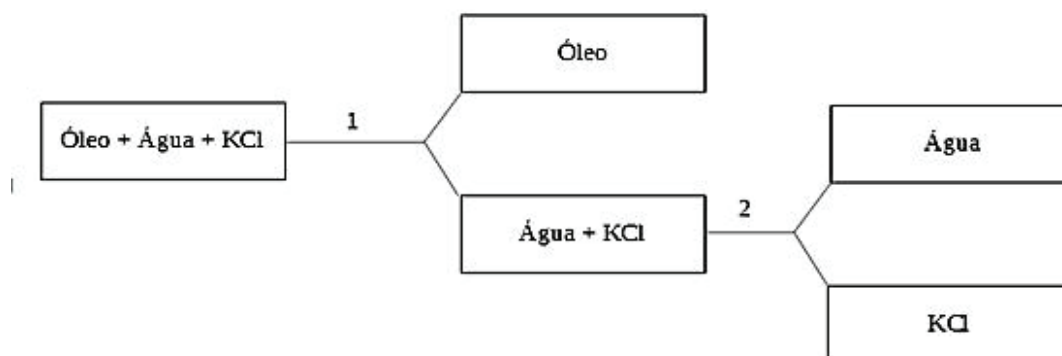 Óleo
Óleo + Água + KCl
1
Água
Água + KCl
2
KCl